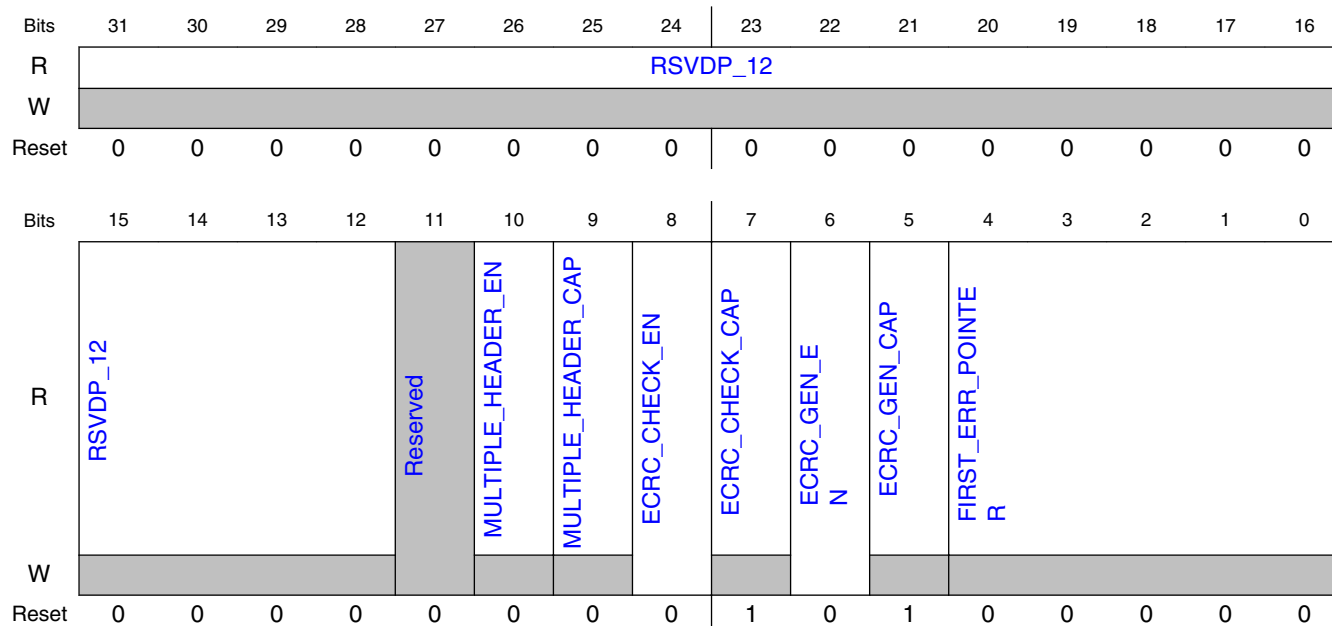 Bits 31 30 29 28 27 26 25 24 23 22 21 20 19 18 17 16
R RSVDP_12
W
Reset 0 0 0 0 0 0 0 0 0 0 0 0 0 0 0 0
Bits 15 14 13 12 11 10 9 8 7 6 5 4 3 2 1 0
R
RSVDP_12
Reserved
MULTIPLE_HEADER_EN
MULTIPLE_HEADER_CAP
ECRC_CHECK_EN
ECRC_CHECK_CAP
ECRC_GEN_E
N
ECRC_GEN_CAP
FIRST_ERR_POINTE
R
W
Reset 0 0 0 0 0 0 0 0 1 0 1 0 0 0 0 0